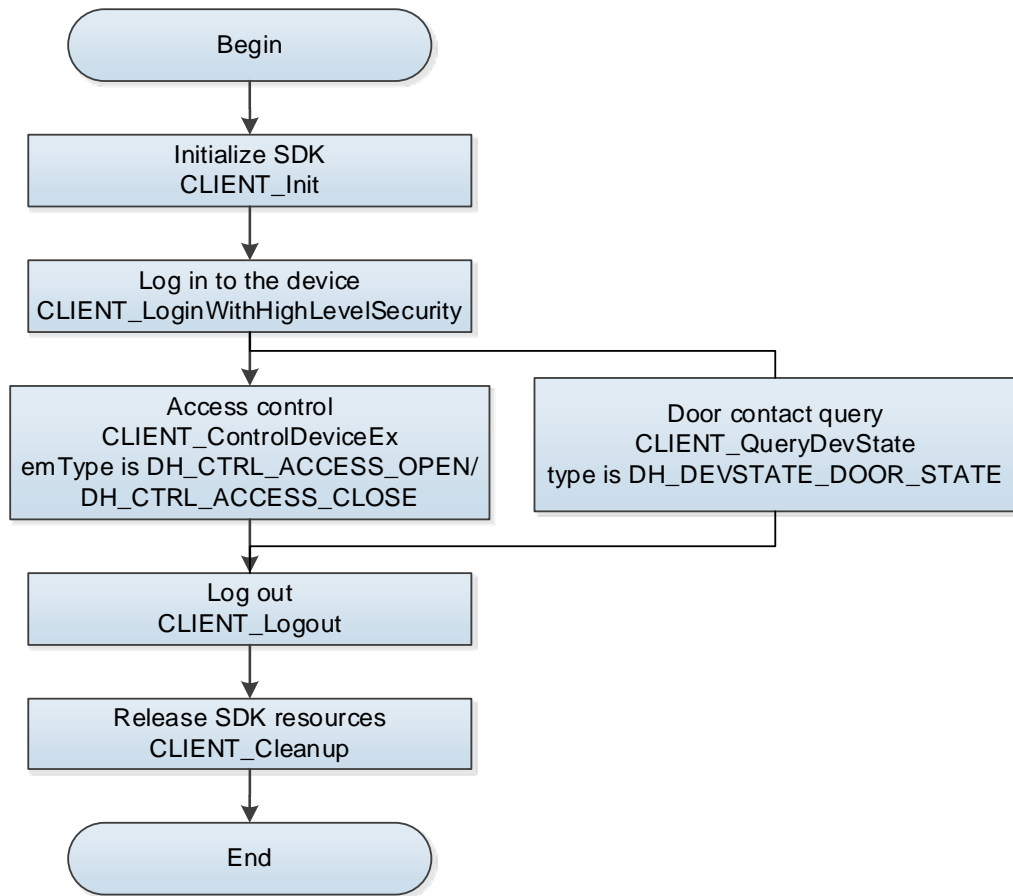 Begin
Initialize SDK
CLIENT_Init
Log in to the device
CLIENT_LoginWithHighLevelSecurity
Access control
CLIENT_ControlDeviceEx
emType is DH_CTRL_ACCESS_OPEN/
DH_CTRL_ACCESS_CLOSE
Door contact query
CLIENT_QueryDevState
type is DH_DEVSTATE_DOOR_STATE
Log out
CLIENT_Logout
Release SDK resources
CLIENT_Cleanup
End